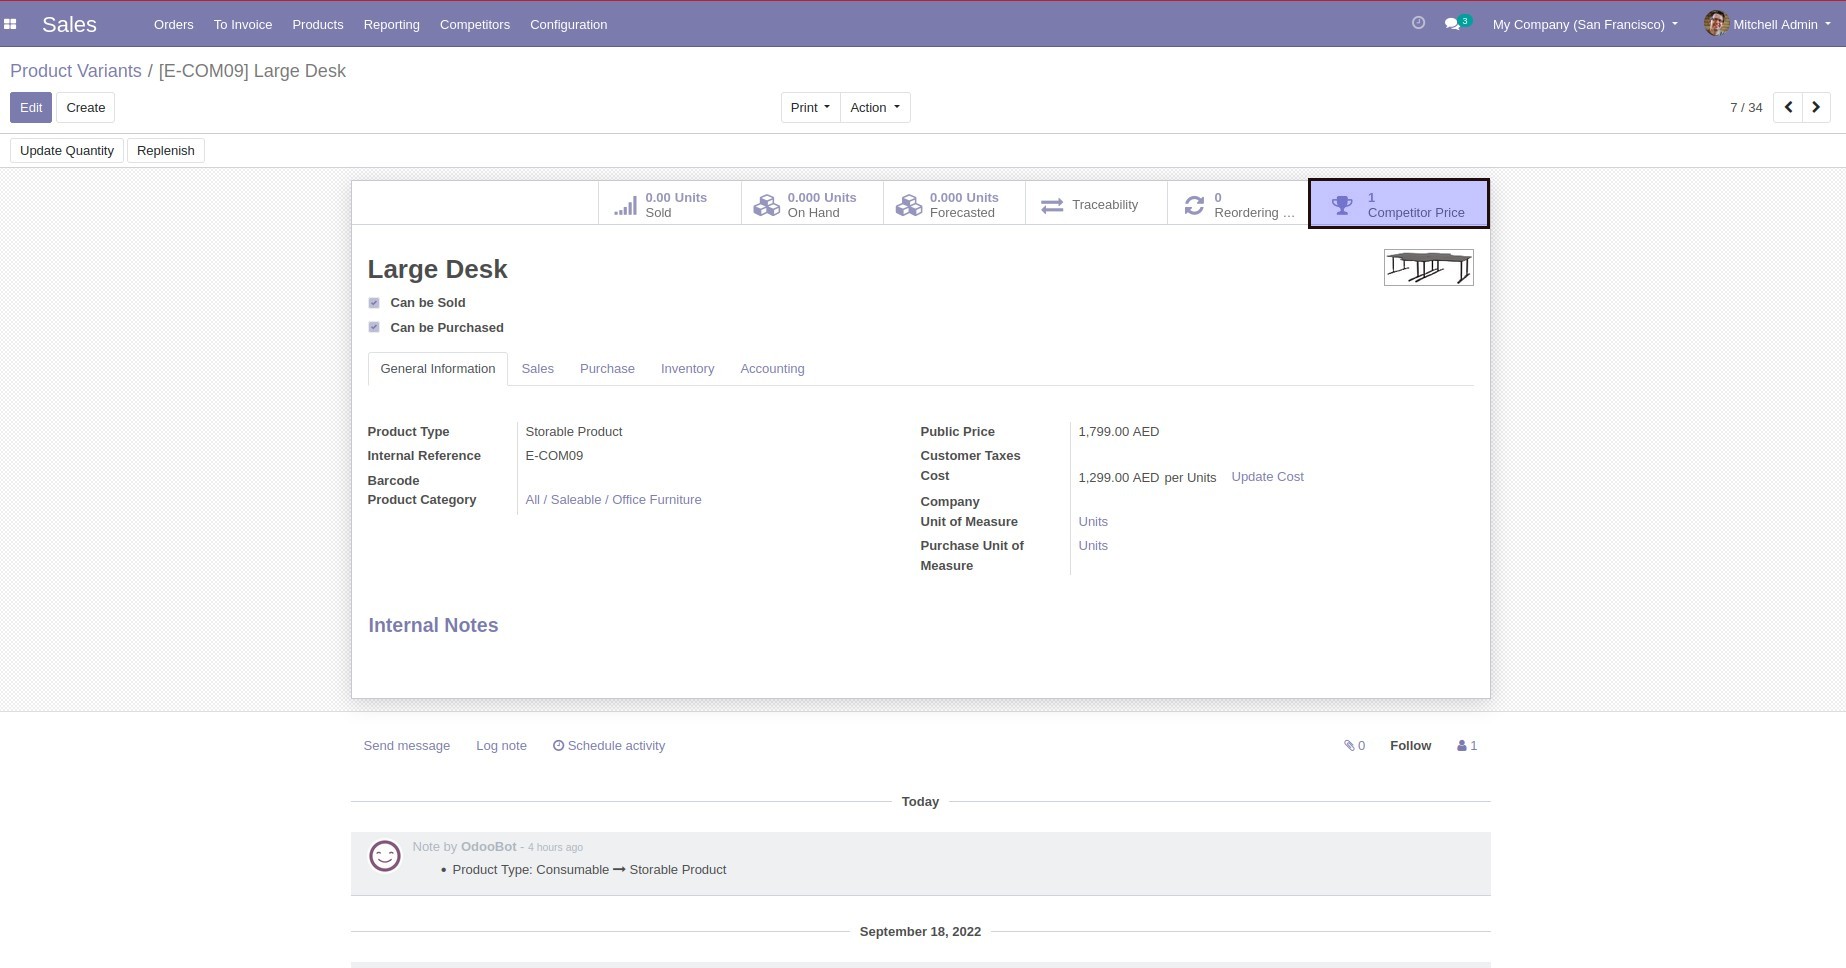 Sales Orders To Invoice Products Reporting Competitors Configuration 3 My Company (San Francisco) Mitchell Admin
Product Variants / [E-COM09] Large Desk
Edit Create Print Action 7 / 34
Update Quantity Replenish
0.00 Units
Sold
0.000 Units
On Hand
0.000 Units
Forecasted
Traceability
0
Reordering ...
1
Competitor Price
Large Desk
Can be Sold
Can be Purchased
General Information Sales Purchase Inventory Accounting
Product Type Storable Product
Internal Reference E-COM09
Barcode
Product Category All / Saleable / Office Furniture
Public Price 1,799.00 AED
Customer Taxes
Cost 1,299.00 AED per Units Update Cost
Company
Unit of Measure Units
Purchase Unit of Units
Measure
Internal Notes
Send message Log note Schedule activity 0 Follow 1
Today
Note by OdooBot - 4 hours ago
• Product Type: Consumable → Storable Product
September 18, 2022